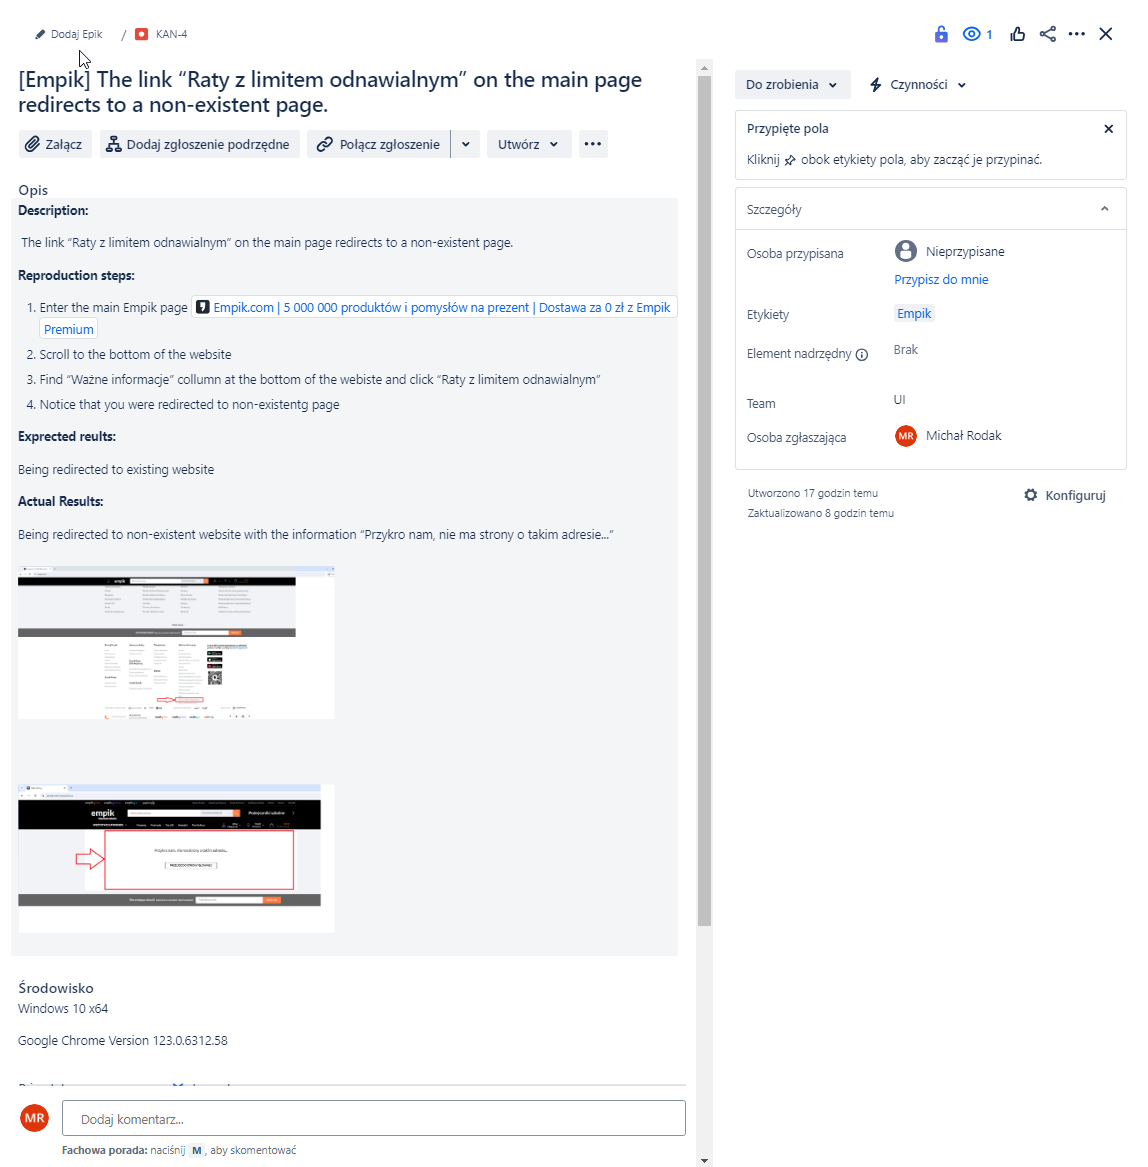 Dodaj Epik / KAN-4
1
[Empik] The link “Raty z limitem odnawialnym” on the main page
redirects to a non-existent page.
Załącz
Dodaj zgłoszenie podrzędne
Połącz zgłoszenie
Utwórz
Opis
Description:
The link “Raty z limitem odnawialnym” on the main page redirects to a non-existent page.
Reproduction steps:
1. Enter the main Empik page Empik.com | 5 000 000 produktów i pomysłów na prezent | Dostawa za 0 zł z Empik
Premium
2. Scroll to the bottom of the website
3. Find “Ważne informacje” collumn at the bottom of the webiste and click “Raty z limitem odnawialnym”
4. Notice that you were redirected to non-existentg page
Exprected reults:
Being redirected to existing website
Actual Results:
Being redirected to non-existent website with the information “Przykro nam, nie ma strony o takim adresie...”
empik
empik
Środowisko
Windows 10 x64
Google Chrome Version 123.0.6312.58
MR
Dodaj komentarz...
Fachowa porada: naciśnij M , aby skomentować
Do zrobienia
Czynności
Przypięte pola
Kliknij obok etykiety pola, aby zacząć je przypinać.
Szczegóły
Osoba przypisana
Nieprzypisane
Przypisz do mnie
Etykiety
Empik
Element nadrzędny
Brak
Team
UI
Osoba zgłaszająca
MR Michał Rodak
Utworzono 17 godzin temu
Zaktualizowano 8 godzin temu
Konfiguruj